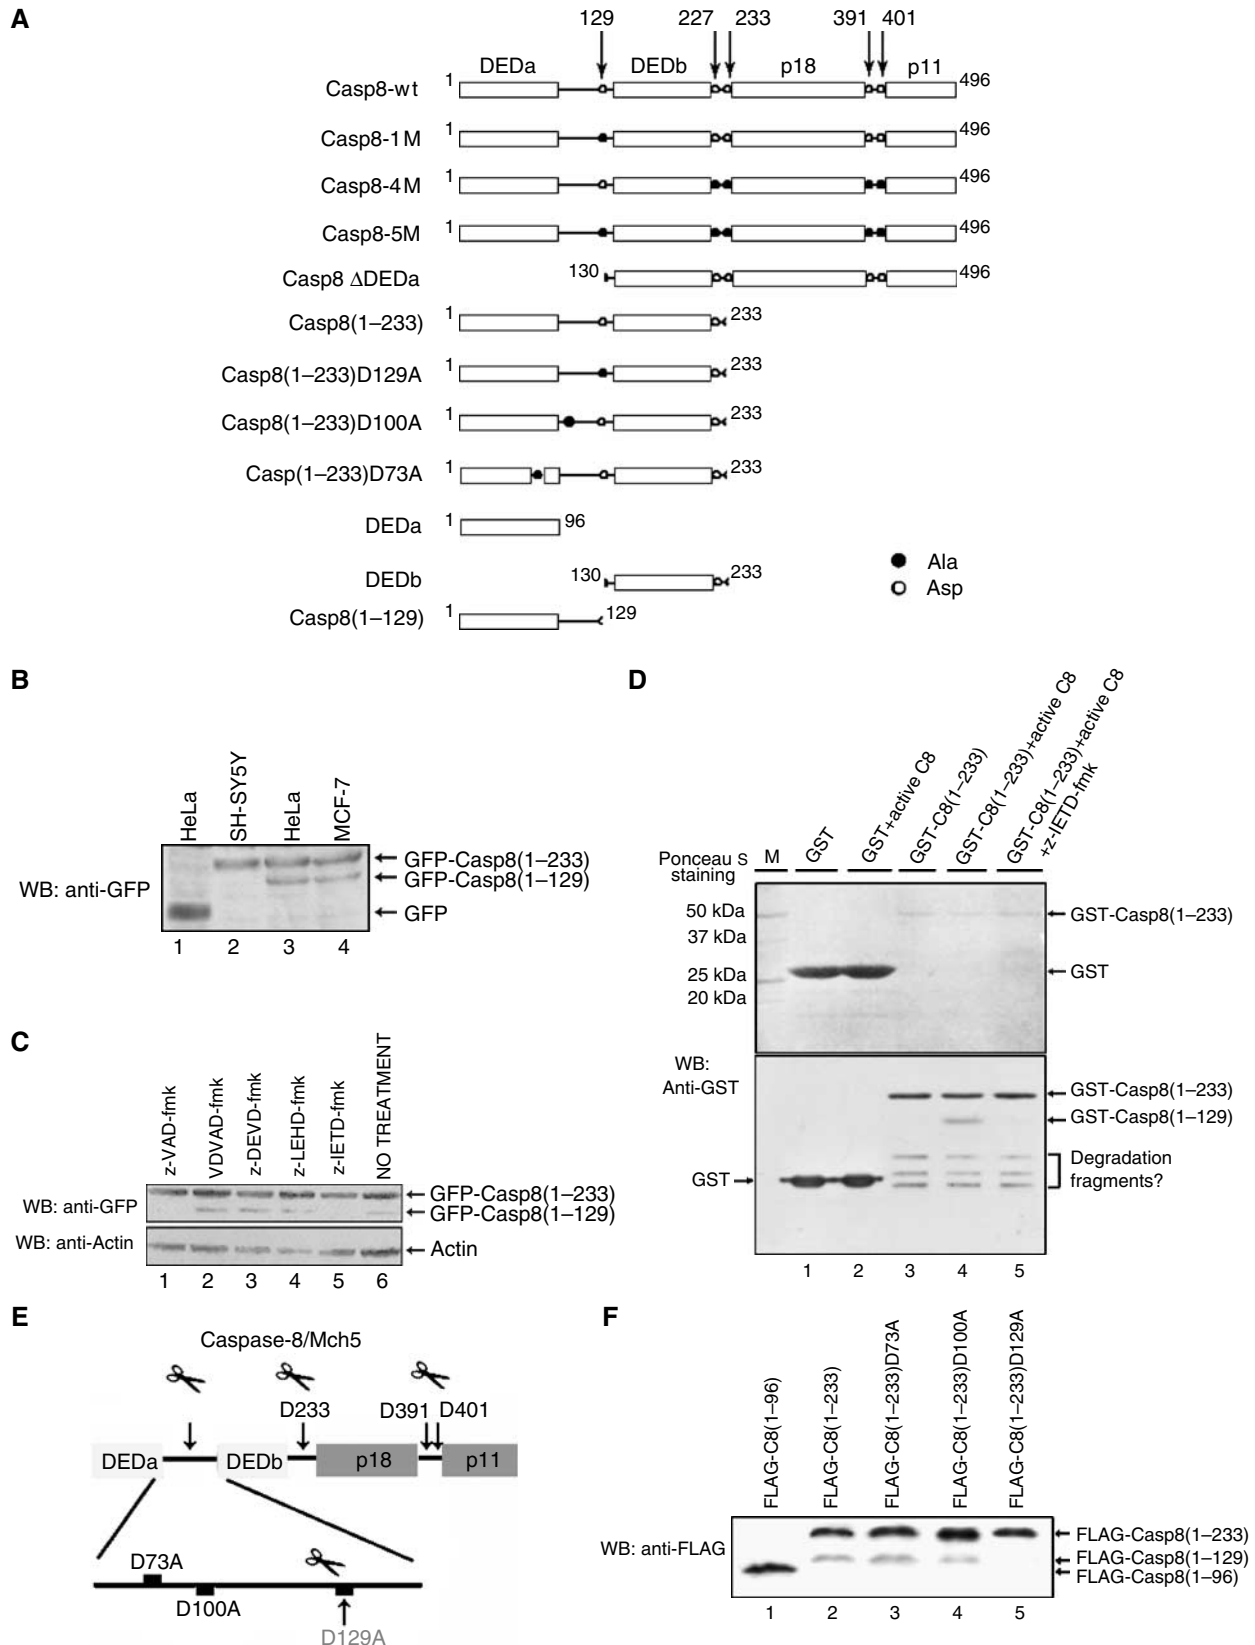 A
129 227 233 391 401
DEDa DEDb p18 p11
Casp8-wt 1 496
Casp8-1M 1 496
Casp8-4M 1 496
Casp8-5M 1 496
Casp8 ΔDEDa 130 496
Casp8(1–233) 1 233
Casp8(1–233)D129A 1 233
Casp8(1–233)D100A 1 233
Casp(1–233)D73A 1 233
DEDa 1 96
DEDb 130 233
Casp8(1–129) 1 129
Ala
Asp
B
HeLa
SH-SY5Y
HeLa
MCF-7
WB: anti-GFP
GFP-Casp8(1–233)
GFP-Casp8(1–129)
GFP
1 2 3 4
C
z-VAD-fmk
VDVAD-fmk
z-DEVD-fmk
z-LEHD-fmk
z-IETD-fmk
NO TREATMENT
WB: anti-GFP
GFP-Casp8(1–233)
GFP-Casp8(1–129)
WB: anti-Actin
Actin
1 2 3 4 5 6
D
Ponceau S
staining
M
GST
GST+active C8
GST-C8(1–233)
GST-C8(1–233)+active C8
GST-C8(1–233)+active C8
+z-IETD-fmk
50 kDa
37 kDa
25 kDa
20 kDa
GST-Casp8(1–233)
GST
WB:
Anti-GST
GST
GST-Casp8(1–233)
GST-Casp8(1–129)
Degradation
fragments?
1 2 3 4 5
E
Caspase-8/Mch5
D233 D391 D401
DEDa DEDb p18 p11
D73A
D100A
D129A
F
FLAG-C8(1–96)
FLAG-C8(1–233)
FLAG-C8(1–233)D73A
FLAG-C8(1–233)D100A
FLAG-C8(1–233)D129A
WB: anti-FLAG
FLAG-Casp8(1–233)
FLAG-Casp8(1–129)
FLAG-Casp8(1–96)
1 2 3 4 5